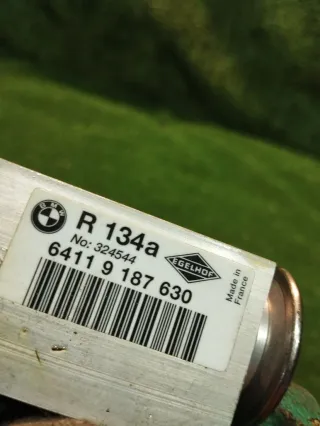 BMW
R 134a
No: 324544
EGELHOF
6411 9 187 630
Made in
France